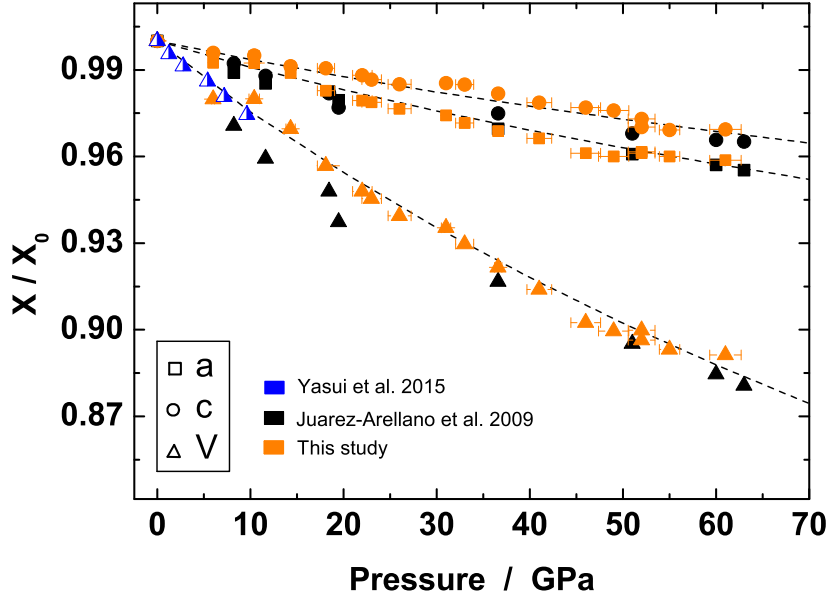 0.99
0.96
0.93
0.90
0.87
X / X₀
a
c
V
Yasui et al. 2015
Juarez-Arellano et al. 2009
This study
0 10 20 30 40 50 60 70
Pressure / GPa